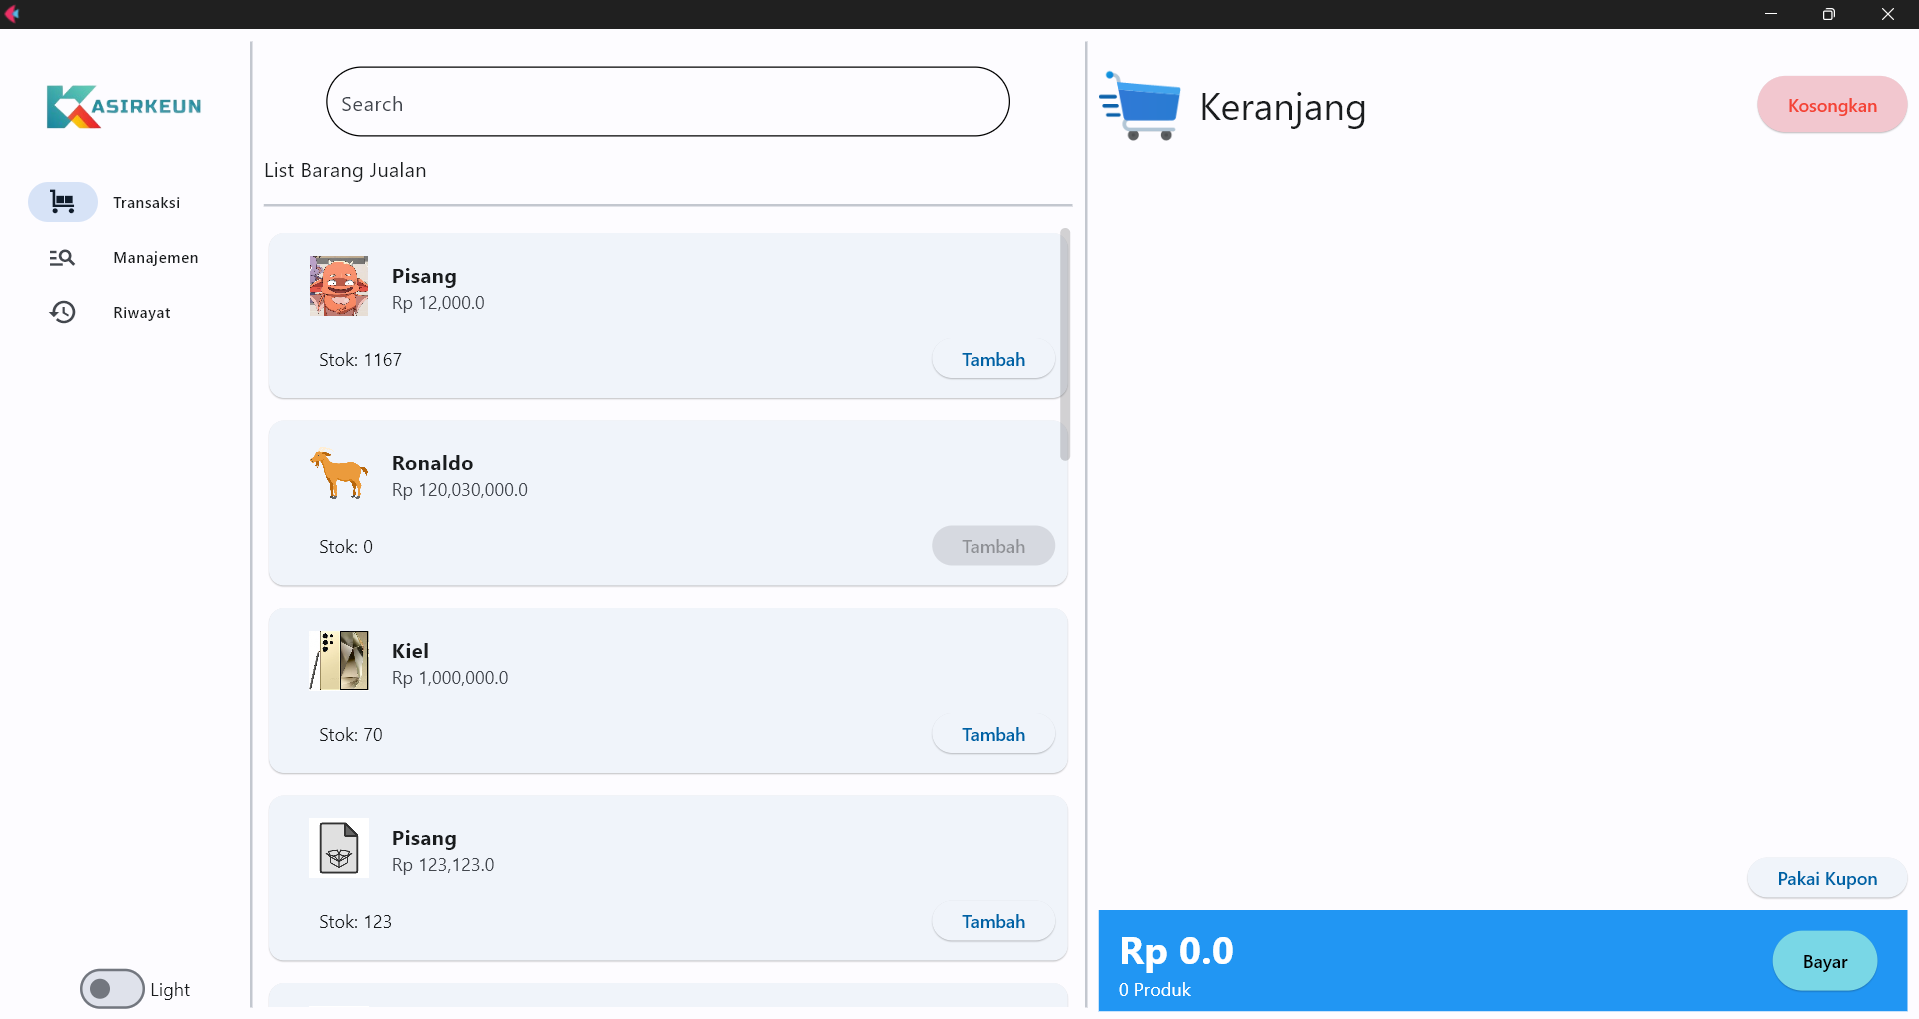 KASIRKEUN
Transaksi
Manajemen
Riwayat
Light
Search
List Barang Jualan
Pisang
Rp 12,000.0
Stok: 1167
Tambah
Ronaldo
Rp 120,030,000.0
Stok: 0
Tambah
Kiel
Rp 1,000,000.0
Stok: 70
Tambah
Pisang
Rp 123,123.0
Stok: 123
Tambah
Keranjang
Kosongkan
Pakai Kupon
Rp 0.0
0 Produk
Bayar